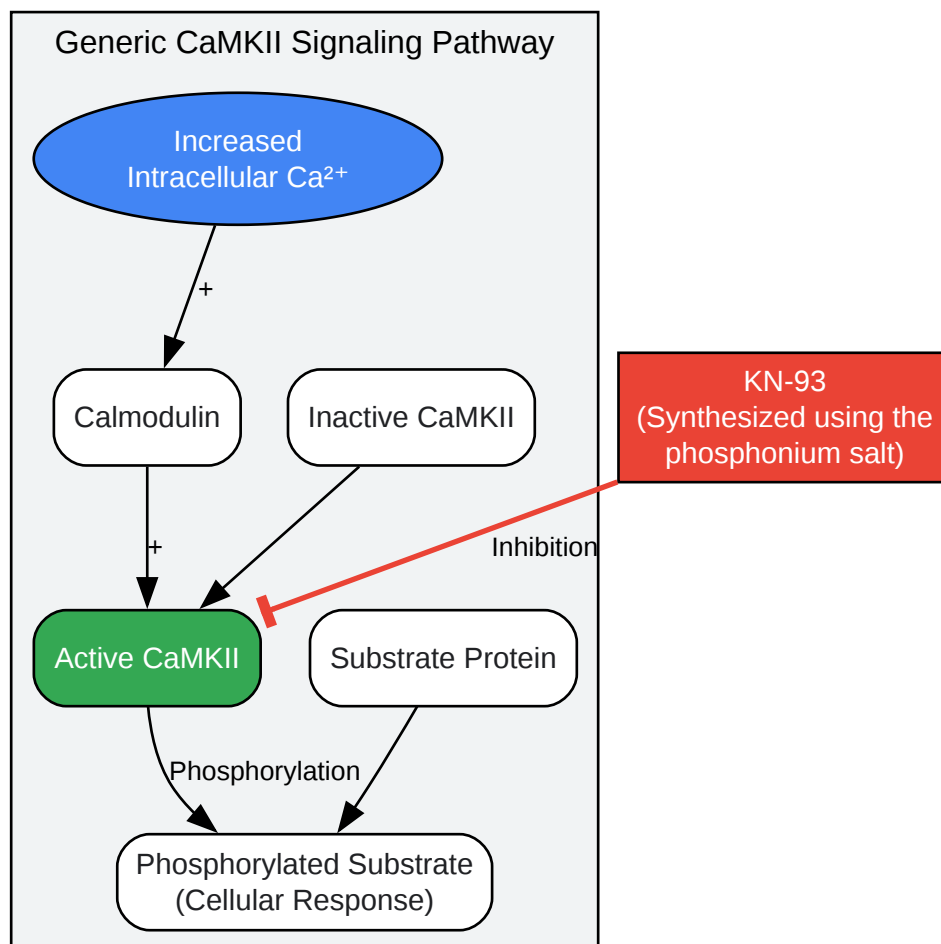 Generic CaMKII Signaling Pathway
Increased
Intracellular Ca²⁺
+
Calmodulin
Inactive CaMKII
KN-93
(Synthesized using the
phosphonium salt)
+
Inhibition
Active CaMKII
Substrate Protein
Phosphorylation
Phosphorylated Substrate
(Cellular Response)